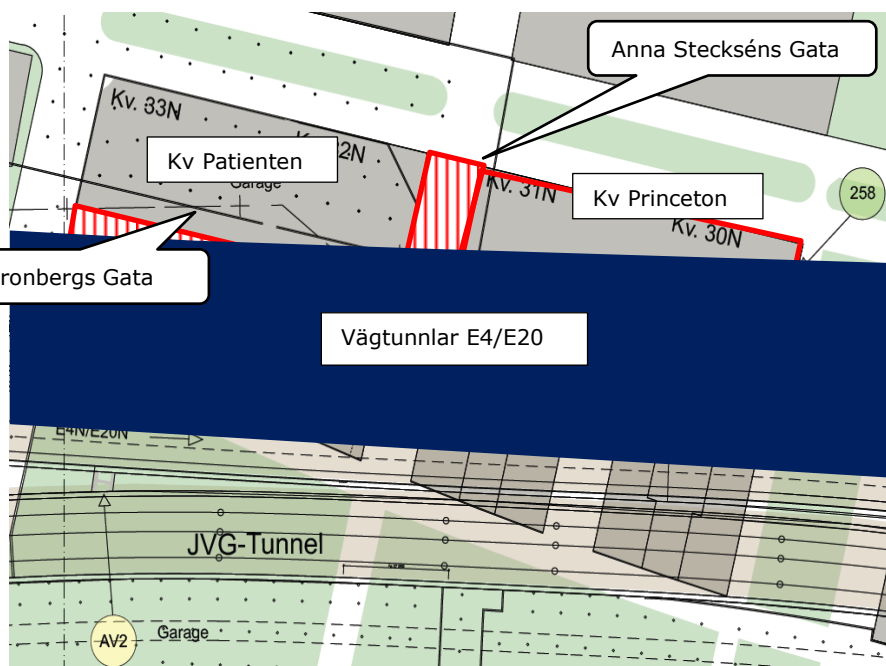 Anna Steckséns Gata
Kv. 33N
Kv Patienten
2N
Garage
Kv. 31N
Kv Princeton
258
Kv. 30N
ronbergs Gata
Vägtunnlar E4/E20
E4N/E20N
JVG-Tunnel
AV2
Garage